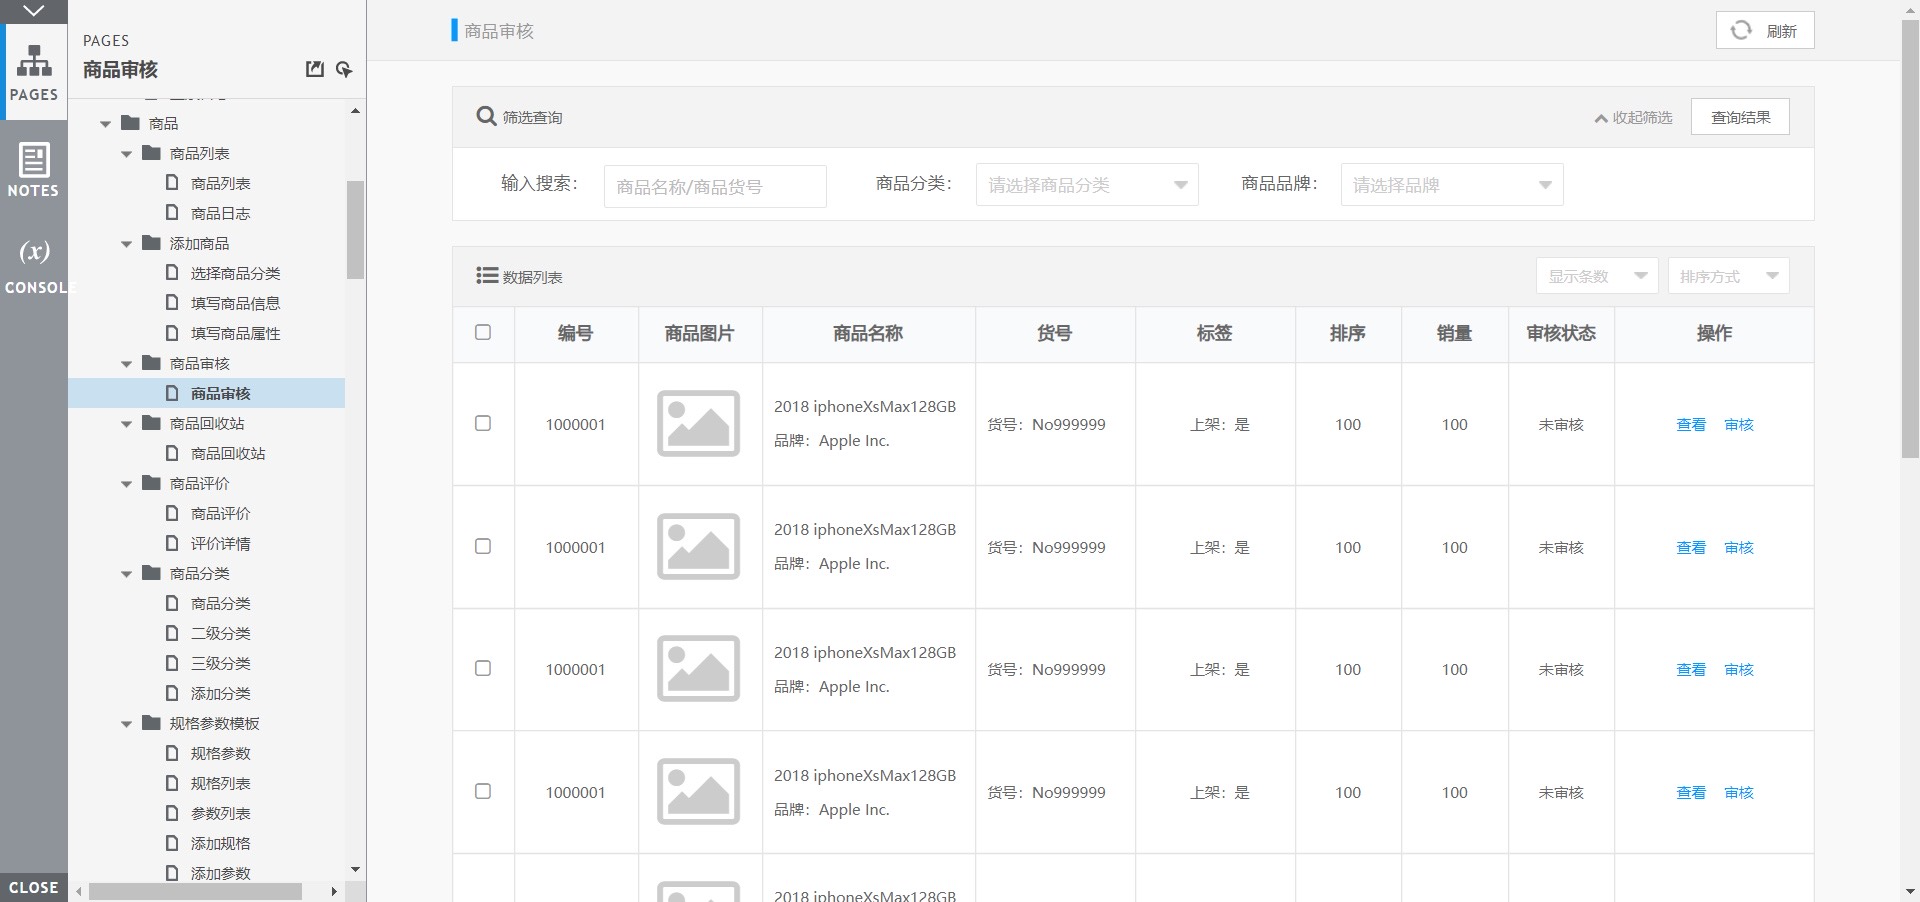 PAGES
NOTES
(x)
CONSOLE
CLOSE
PAGES
商品审核
商品
商品列表
商品列表
商品日志
添加商品
选择商品分类
填写商品信息
填写商品属性
商品审核
商品审核
商品回收站
商品回收站
商品评价
商品评价
评价详情
商品分类
商品分类
二级分类
三级分类
添加分类
规格参数模板
规格参数
规格列表
参数列表
添加规格
添加参数
商品审核
刷新
筛选查询
收起筛选
查询结果
输入搜索：
商品名称/商品货号
商品分类：
请选择商品分类
商品品牌：
请选择品牌
数据列表
显示条数
排序方式
编号 商品图片 商品名称 货号 标签 排序 销量 审核状态 操作
2018 iphoneXsMax128GB
1000001 货号：No999999 上架：是 100 100 未审核 查看 审核
品牌：Apple Inc.
2018 iphoneXsMax128GB
1000001 货号：No999999 上架：是 100 100 未审核 查看 审核
品牌：Apple Inc.
2018 iphoneXsMax128GB
1000001 货号：No999999 上架：是 100 100 未审核 查看 审核
品牌：Apple Inc.
2018 iphoneXsMax128GB
1000001 货号：No999999 上架：是 100 100 未审核 查看 审核
品牌：Apple Inc.
2018 iphoneXsMax128GB